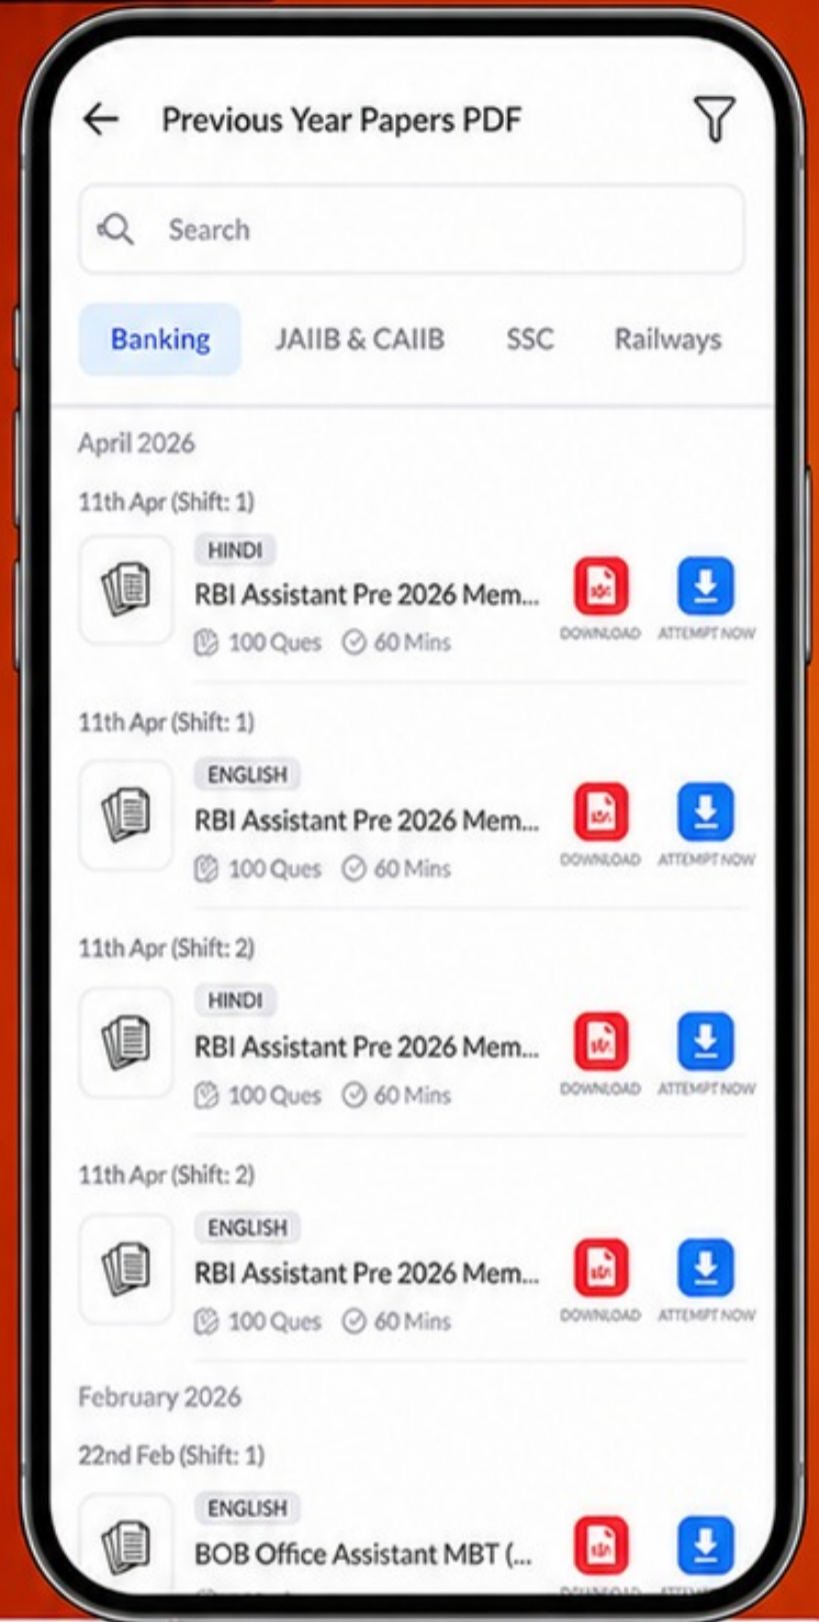 Previous Year Papers PDF
Search
Banking JAIIB & CAIIB SSC Railways
April 2026
11th Apr (Shift: 1)
HINDI
RBI Assistant Pre 2026 Mem...
100 Ques 60 Mins
DOWNLOAD ATTEMPT NOW
11th Apr (Shift: 1)
ENGLISH
RBI Assistant Pre 2026 Mem...
100 Ques 60 Mins
DOWNLOAD ATTEMPT NOW
11th Apr (Shift: 2)
HINDI
RBI Assistant Pre 2026 Mem...
100 Ques 60 Mins
DOWNLOAD ATTEMPT NOW
11th Apr (Shift: 2)
ENGLISH
RBI Assistant Pre 2026 Mem...
100 Ques 60 Mins
DOWNLOAD ATTEMPT NOW
February 2026
22nd Feb (Shift: 1)
ENGLISH
BOB Office Assistant MBT (...